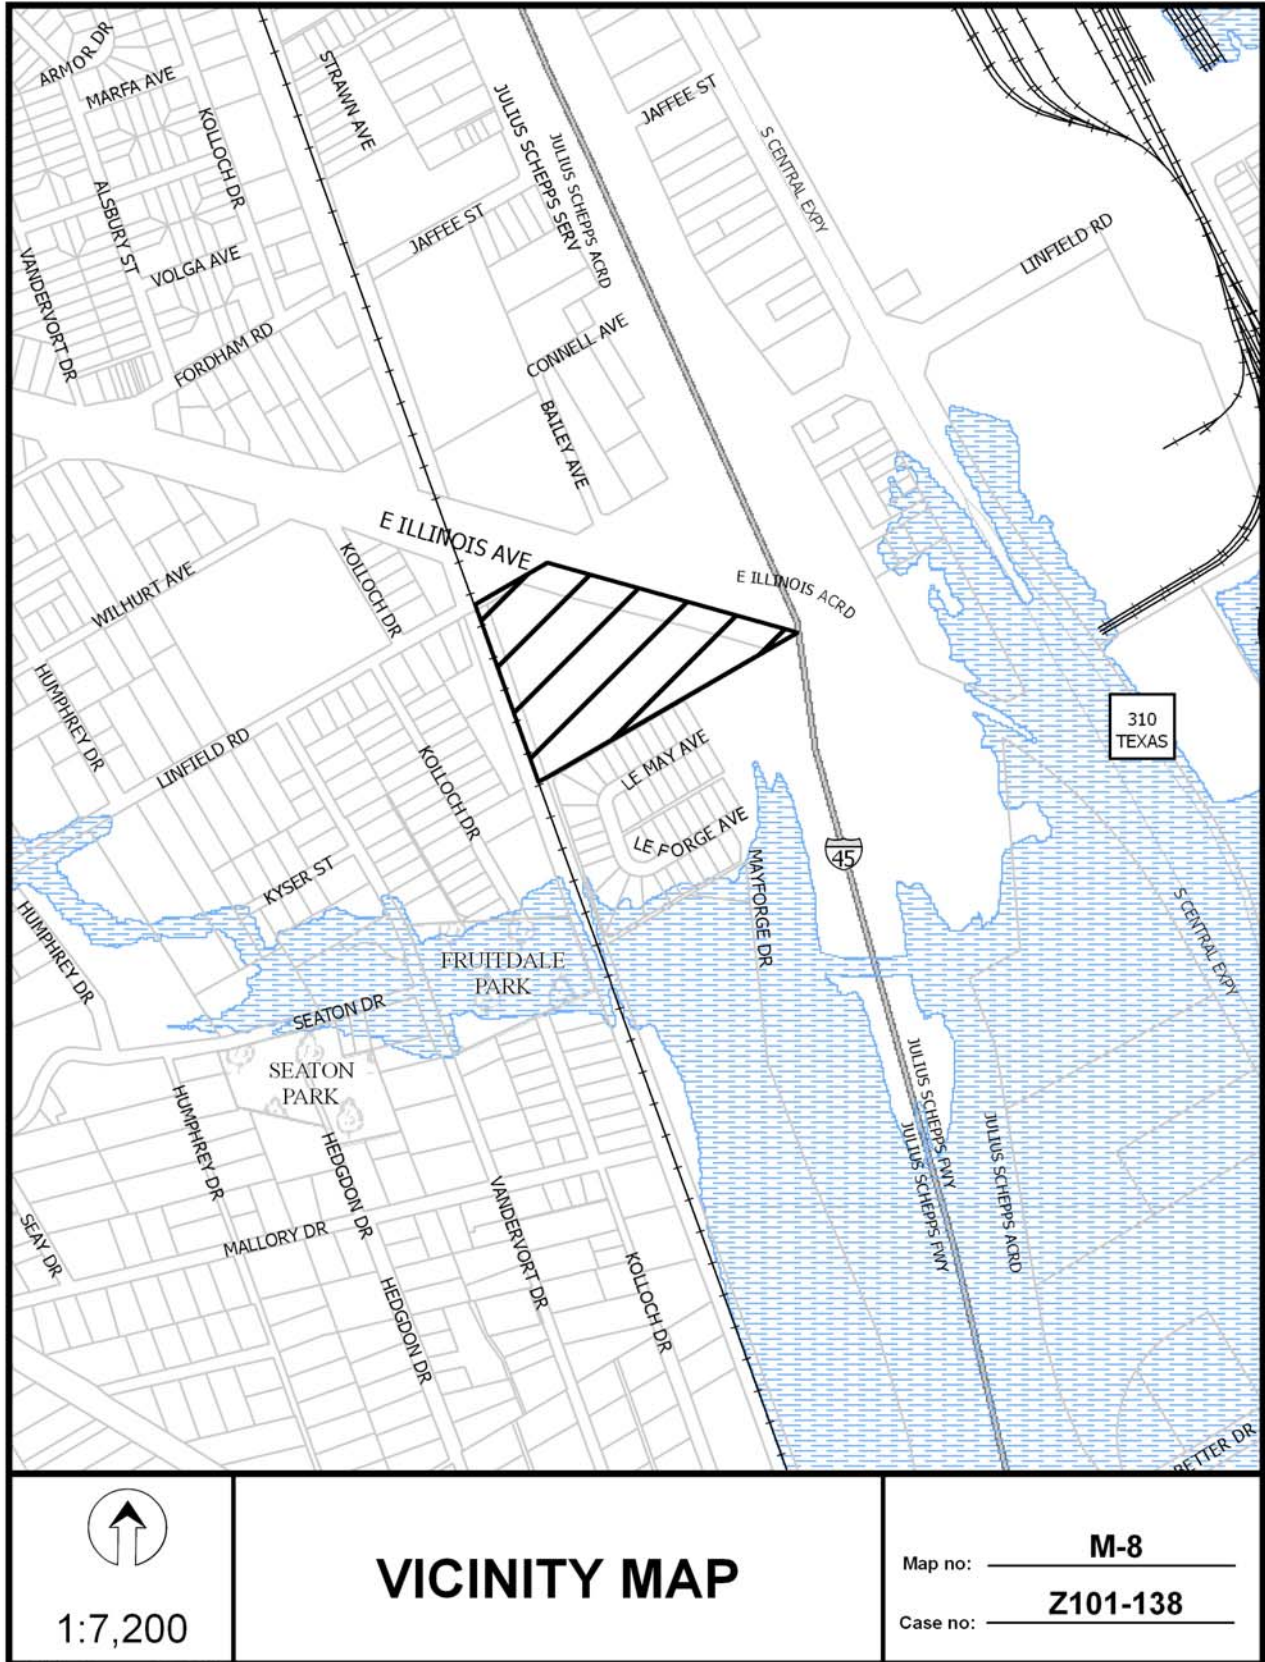 ARMOR DR
MARFA AVE
STRAWN AVE
KOLLOCH DR
JULIUS SCHEPPS SERV
JULIUS SCHEPPS ACRD
JAFFEE ST
S CENTRAL EXPY
ALSBURY ST
JAFFEE ST
LINFIELD RD
VANDERVORT DR
VOLGA AVE
FORDHAM RD
CONNELL AVE
BAILEY AVE
E ILLINOIS AVE
KOLLOCH DR
E ILLINOIS ACRD
WILHURT AVE
HUMPHREY DR
310
TEXAS
LINFIELD RD
KOLLOCH DR
LE MAY AVE
LE FORGE AVE
45
MAYFORGE DR
KYSER ST
HUMPHREY DR
S CENTRAL EXPY
FRUITDALE
PARK
SEATON DR
SEATON
PARK
JULIUS SCHEPPS FWY
JULIUS SCHEPPS FWY
JULIUS SCHEPPS ACRD
HUMPHREY DR
HEDGDON DR
VANDERVORT DR
SEAY DR
MALLORY DR
KOLLOCH DR
HEDGDON DR
BETTER DR
1:7,200
VICINITY MAP
Map no: M-8
Case no: Z101-138